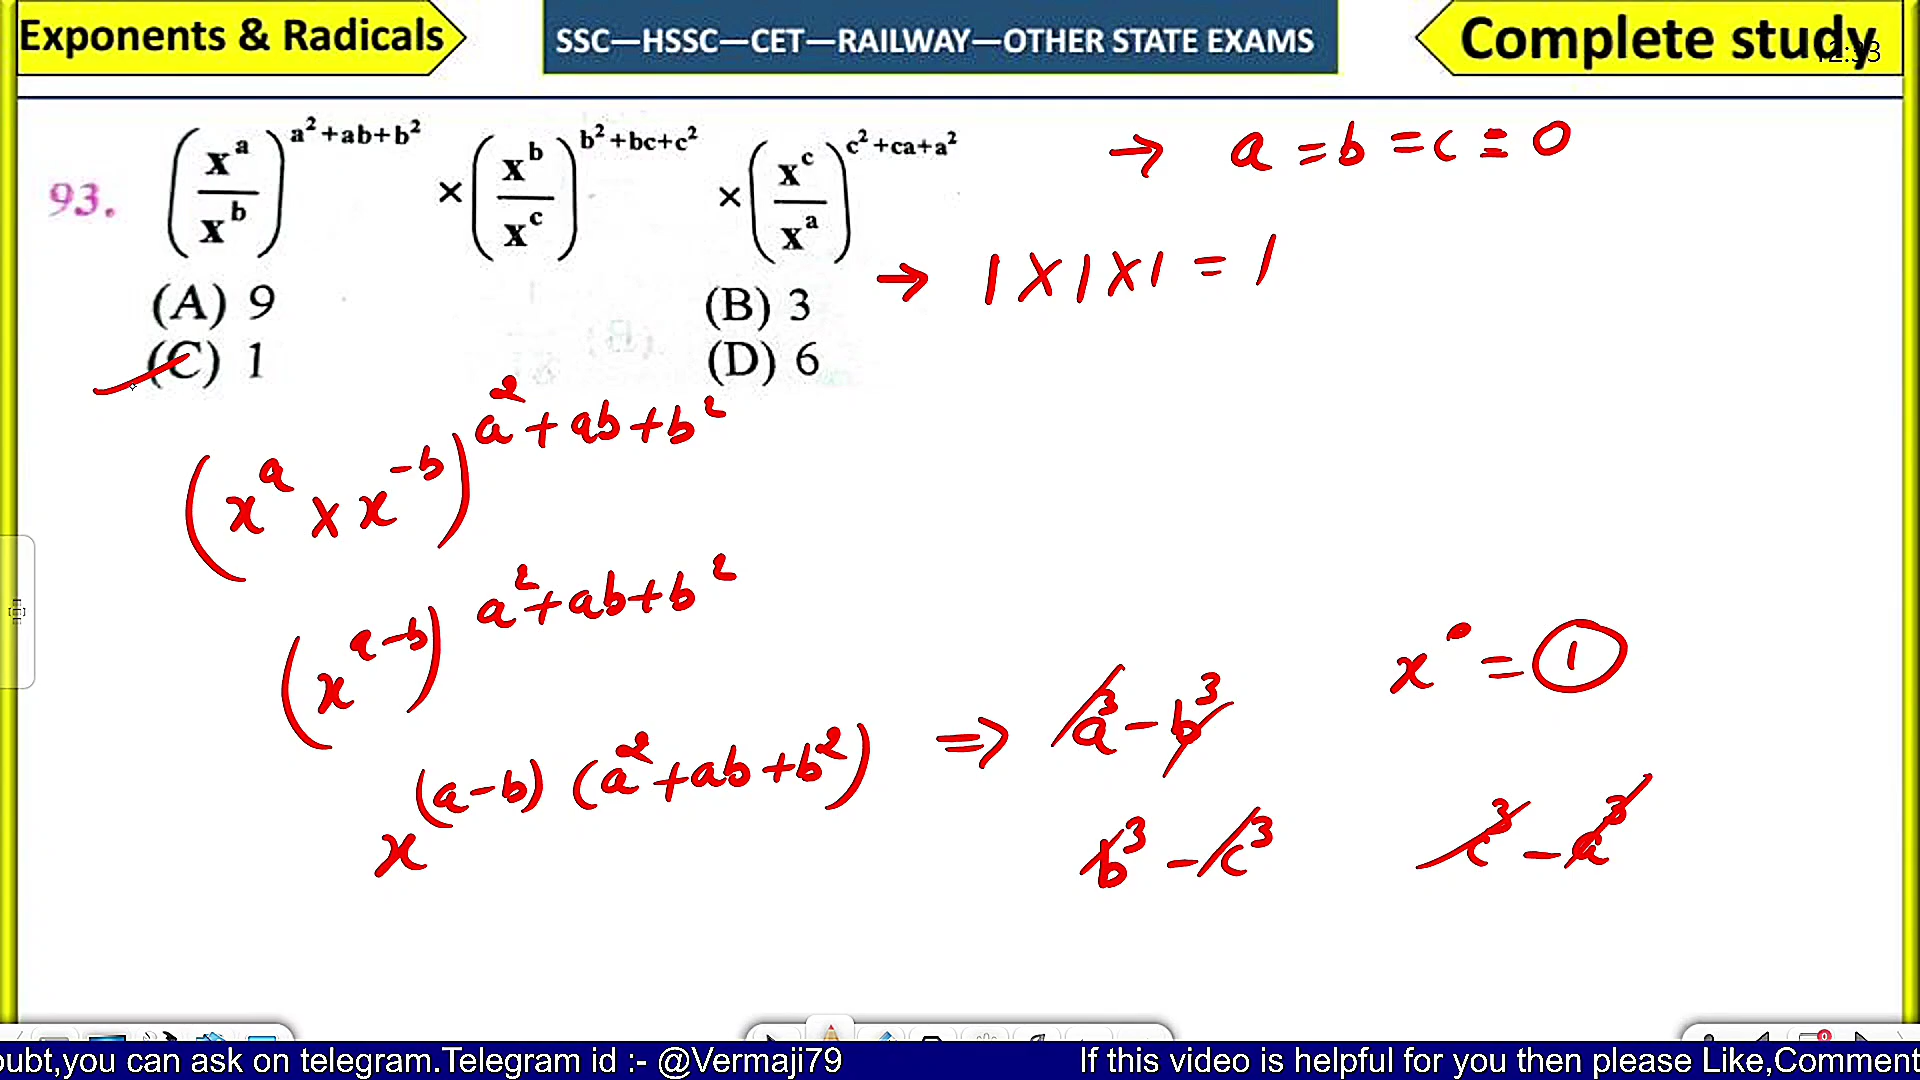 Exponents & Radicals
SSC—HSSC—CET—RAILWAY—OTHER STATE EXAMS
Complete study
12:33
93. (x^a / x^b)^(a²+ab+b²) × (x^b / x^c)^(b²+bc+c²) × (x^c / x^a)^(c²+ca+a²)
(A) 9 (B) 3
(C) 1 (D) 6
→ a = b = c = 0
→ 1 × 1 × 1 = 1
(x^a × x^-b)^(a²+ab+b²)
(x^(a-b))^(a²+ab+b²)
x^((a-b)(a²+ab+b²)) ⇒ a³ - b³
b³ - c³
c³ - a³
x° = 1
oubt,you can ask on telegram.Telegram id :- @Vermaji79
If this video is helpful for you then please Like,Comment